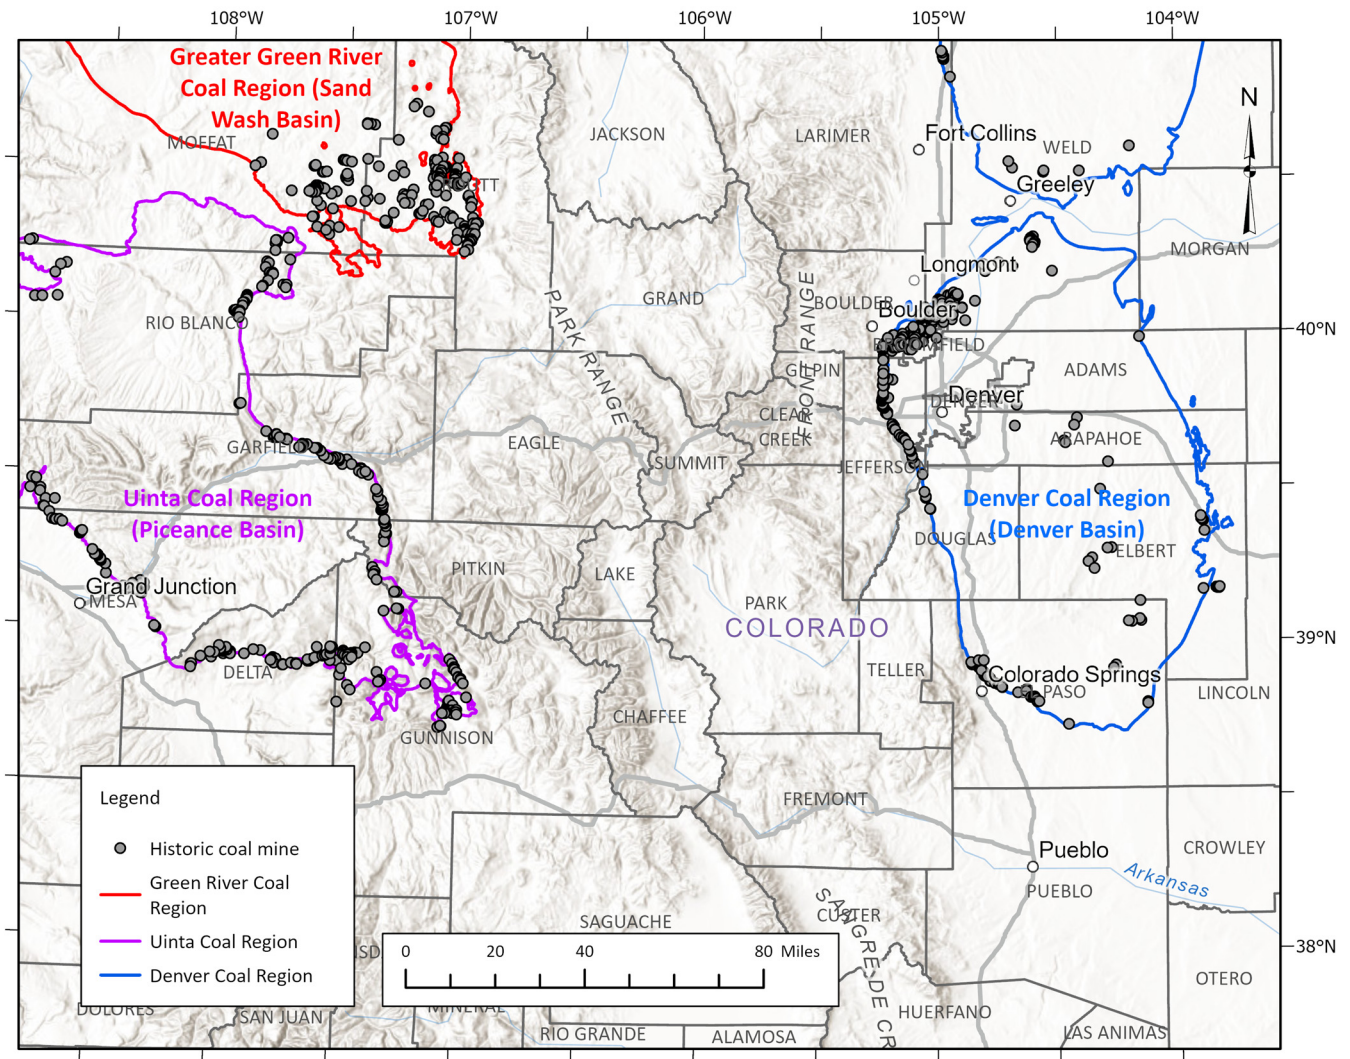 108°W
107°W
106°W
105°W
104°W
Greater Green River
Coal Region (Sand
Wash Basin)
N
MOFFAT
JACKSON
LARIMER
Fort Collins
WELD
Greeley
MORGAN
Longmont
GRAND
BOULDER
Boulder
RIO BLANCO
40°N
PARK RANGE
FRONT RANGE
GILPIN
ADAMS
Denver
DENVER
CLEAR
CREEK
ARAPAHOE
GARFIELD
EAGLE
SUMMIT
JEFFERSON
Uinta Coal Region
(Piceance Basin)
Denver Coal Region
(Denver Basin)
DOUGLAS
ELBERT
PITKIN
LAKE
Grand Junction
MESA
PARK
COLORADO
39°N
TELLER
DELTA
Colorado Springs
PASO
LINCOLN
CHAFFEE
GUNNISON
Legend
Historic coal mine
Green River Coal
Region
Uinta Coal Region
Denver Coal Region
FREMONT
Pueblo
CROWLEY
Arkansas
PUEBLO
SAGUACHE
CUSTER
SANGRE DE CR
38°N
0 20 40 80 Miles
OTERO
DOLORES
SAN JUAN
MINERAL
HUERFANO
RIO GRANDE
ALAMOSA
LAS ANIMAS